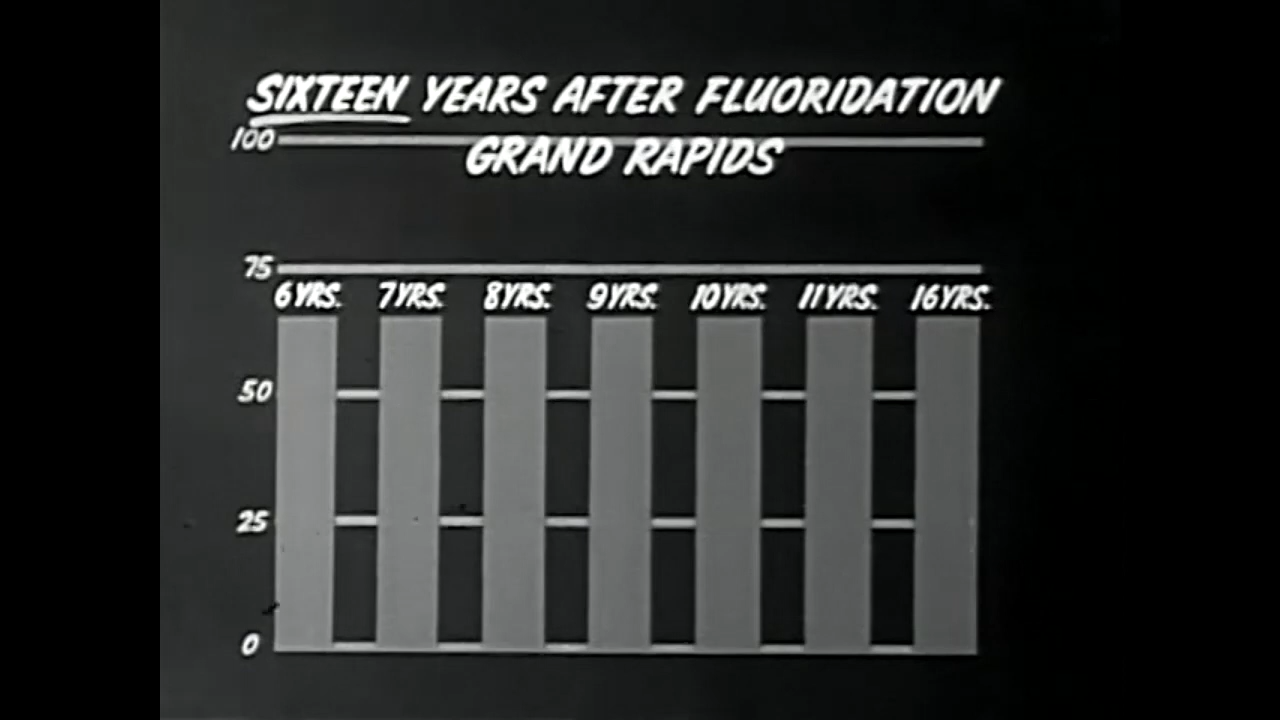 SIXTEEN YEARS AFTER FLUORIDATION
100
GRAND RAPIDS
75
6YRS. 7YRS. 8YRS. 9YRS. 10YRS. 11YRS. 16YRS.
50
25
0